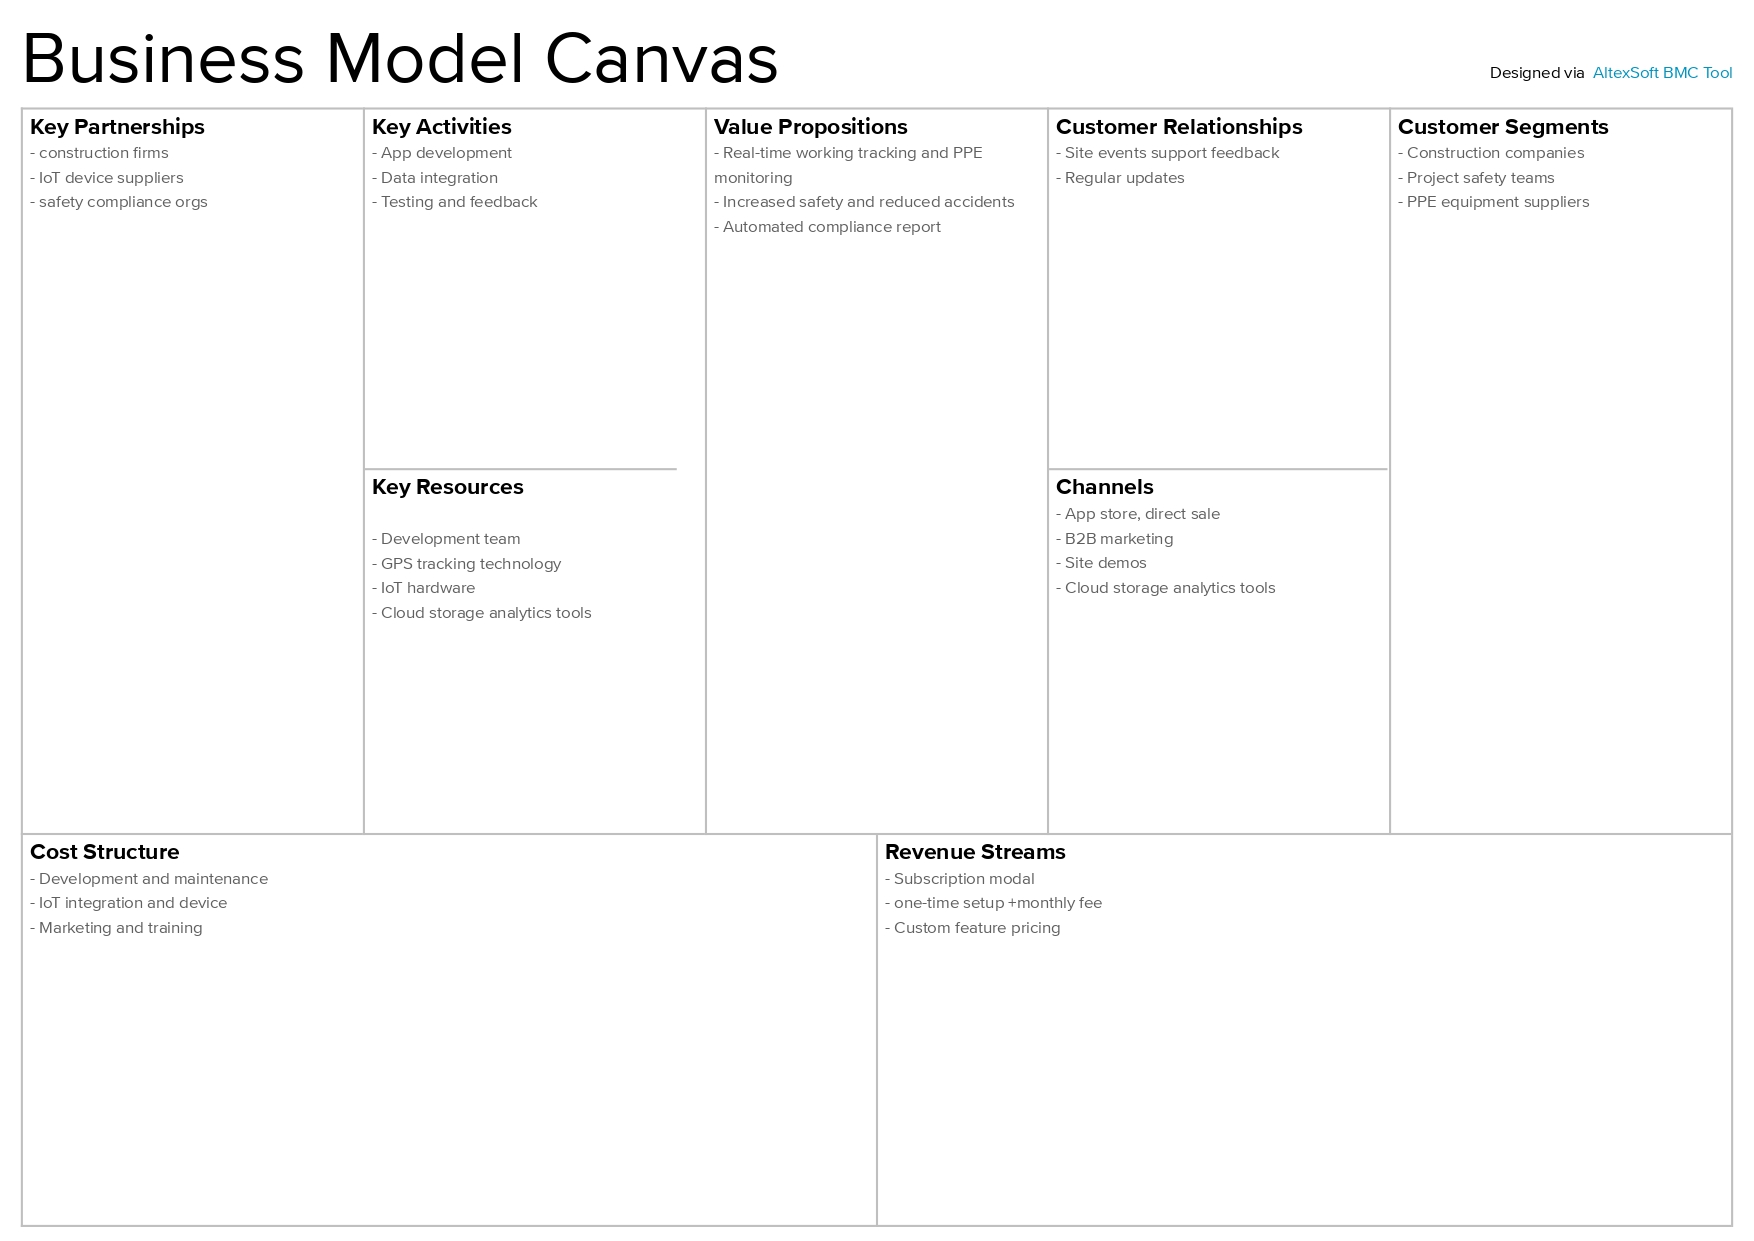 Business Model Canvas
Designed via AltexSoft BMC Tool
Key Partnerships
- construction firms
- IoT device suppliers
- safety compliance orgs
Key Activities
- App development
- Data integration
- Testing and feedback
Key Resources
- Development team
- GPS tracking technology
- IoT hardware
- Cloud storage analytics tools
Value Propositions
- Real-time working tracking and PPE
monitoring
- Increased safety and reduced accidents
- Automated compliance report
Customer Relationships
- Site events support feedback
- Regular updates
Channels
- App store, direct sale
- B2B marketing
- Site demos
- Cloud storage analytics tools
Customer Segments
- Construction companies
- Project safety teams
- PPE equipment suppliers
Cost Structure
- Development and maintenance
- IoT integration and device
- Marketing and training
Revenue Streams
- Subscription modal
- one-time setup +monthly fee
- Custom feature pricing